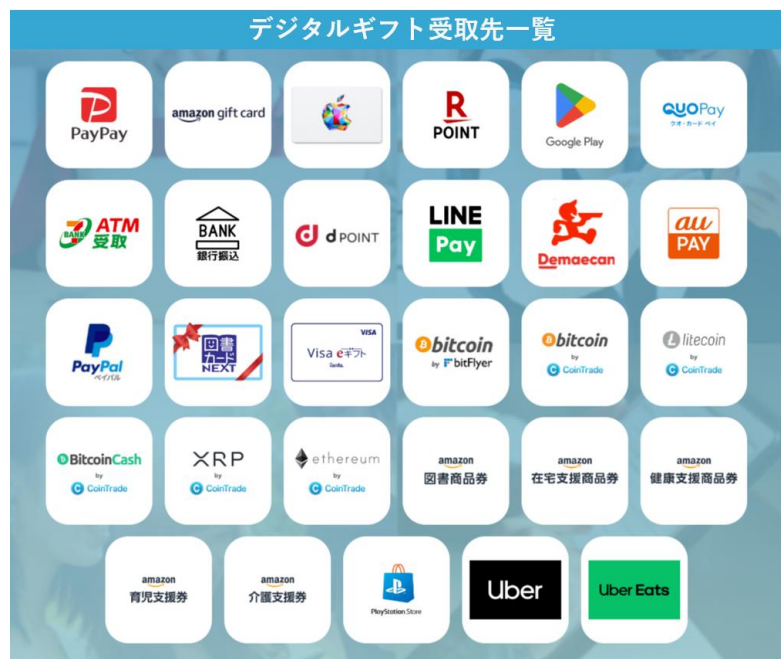 デジタルギフト受取先一覧
PayPay
amazon gift card
R
POINT
Google Play
QUOPay
クオ・カード ペイ
BANK
ATM
受取
BANK
銀行振込
d POINT
LINE
Pay
Demaecan
au
PAY
PayPal
ペイパル
図書
カード
NEXT
VISA
Visa eギフト
bitcoin
by bitFlyer
bitcoin
by
CoinTrade
litecoin
by
CoinTrade
BitcoinCash
by
CoinTrade
XRP
by
CoinTrade
ethereum
by
CoinTrade
amazon
図書商品券
amazon
在宅支援商品券
amazon
健康支援商品券
amazon
育児支援券
amazon
介護支援券
PlayStation Store
Uber
Uber Eats